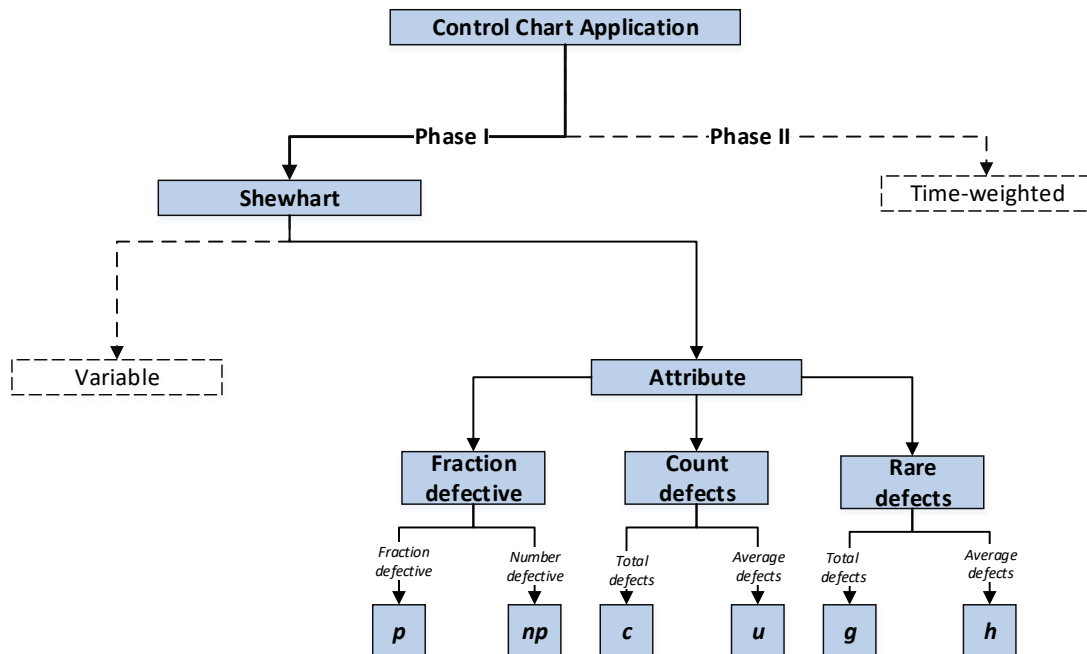 Control Chart Application
Phase I
Phase II
Shewhart
Time-weighted
Variable
Attribute
Fraction
defective
Count
defects
Rare
defects
Fraction
defective
Number
defective
Total
defects
Average
defects
Total
defects
Average
defects
p
np
c
u
g
h